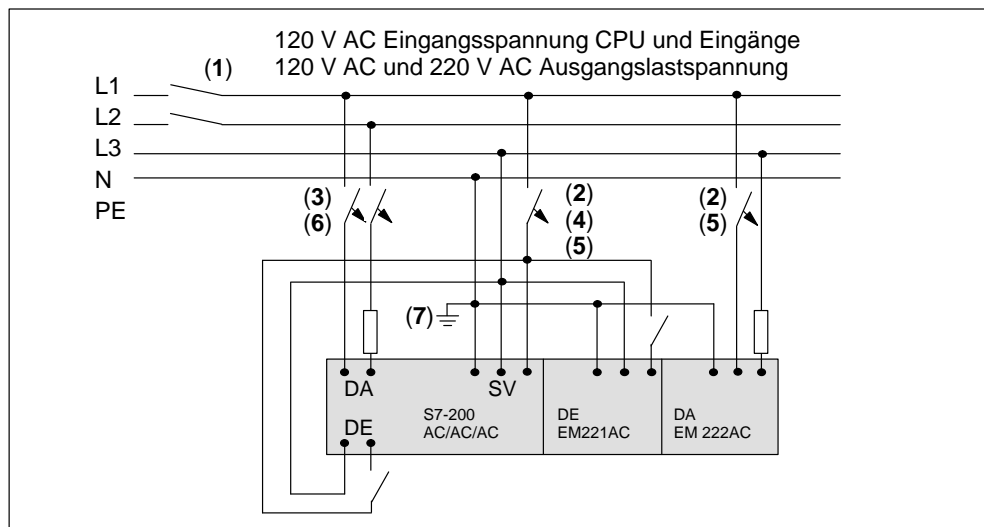 120 V AC Eingangsspannung CPU und Eingänge
120 V AC und 220 V AC Ausgangslastspannung
(1)
L1
L2
L3
N
PE
(3)
(6)
(2)
(4)
(5)
(2)
(5)
(7)
DA
SV
DE
S7-200
AC/AC/AC
DE
EM221AC
DA
EM 222AC